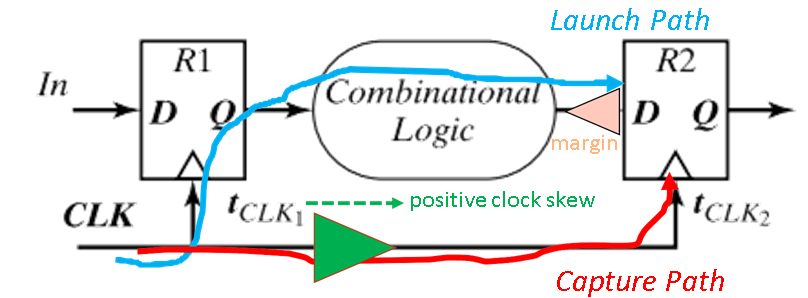 Launch Path
R1
R2
In
D Q
Combinational
Logic
D Q
margin
CLK
tCLK1
positive clock skew
tCLK2
Capture Path